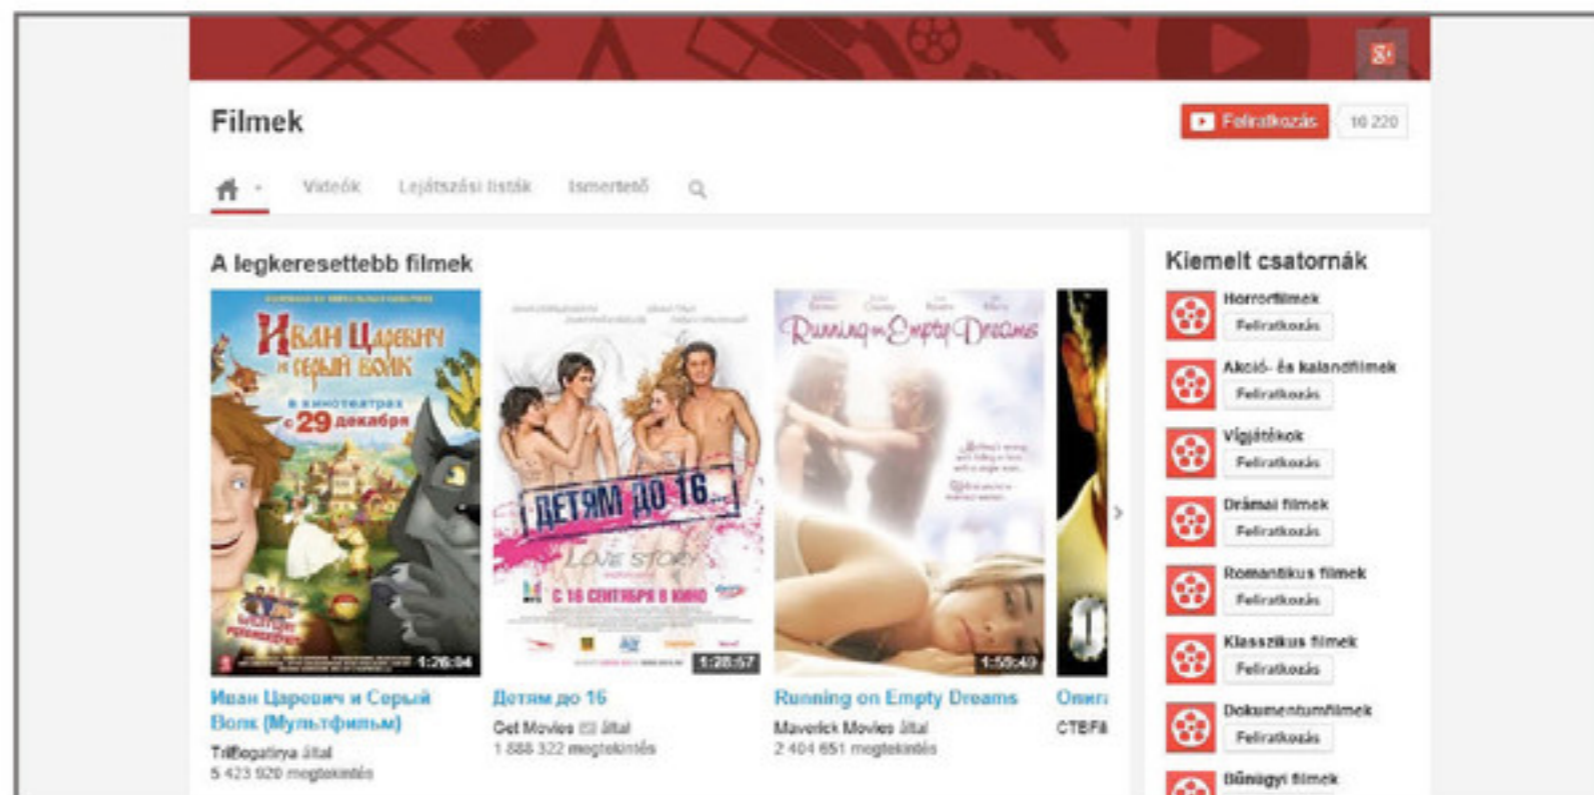 Filmek
Feliratkozás
16 220
Videók
Lejátszási listák
Ismertető
A legkeresettebb filmek
Иван Царевич
и серый волк
в кинотеатрах
с 29 декабря
1:26:04
Иван Царевич и Серый
Волк (Мультфильм)
TriBogatirya által
5 423 920 megtekintés
ДЕТЯМ ДО 16...
LOVE STORY
С 16 СЕНТЯБРЯ В КИНО
1:28:57
Детям до 16
Get Movies által
1 888 322 megtekintés
Running on Empty Dreams
1:55:49
Running on Empty Dreams
Maverick Movies által
2 404 651 megtekintés
Kiemelt csatornák
Horrorfilmek
Feliratkozás
Akció- és kalandfilmek
Feliratkozás
Vígjátékok
Feliratkozás
Drámai filmek
Feliratkozás
Romantikus filmek
Feliratkozás
Klasszikus filmek
Feliratkozás
Dokumentumfilmek
Feliratkozás
Bűnügyi filmek